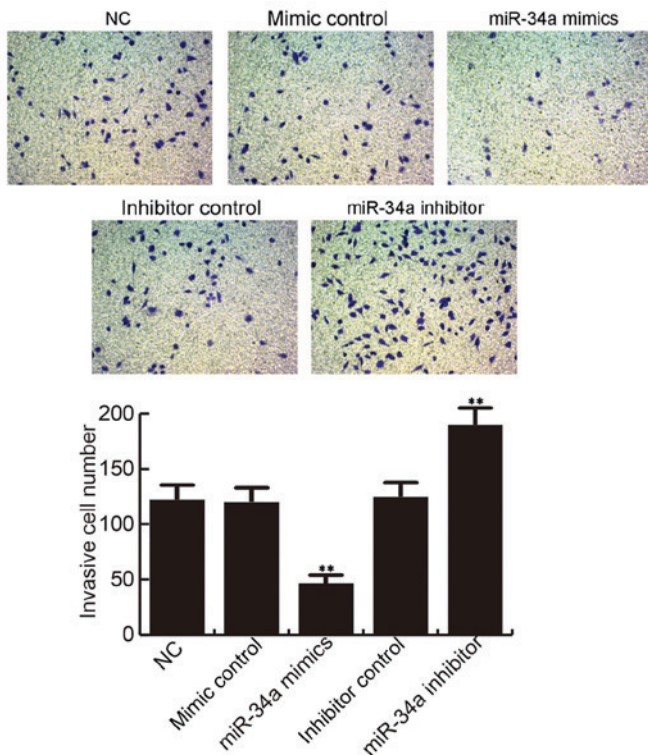 NC
Mimic control
miR-34a mimics
Inhibitor control
miR-34a inhibitor
Invasive cell number
200
150
100
50
0
**
**
NC
Mimic control
miR-34a mimics
Inhibitor control
miR-34a inhibitor